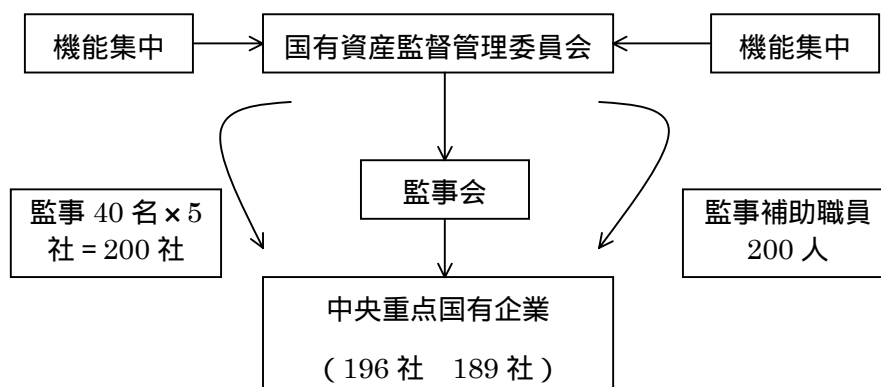 機能集中
国有資産監督管理委員会
機能集中
監事会
監事 40 名×5
社=200 社
監事補助職員
200 人
中央重点国有企業
(196 社 189 社)